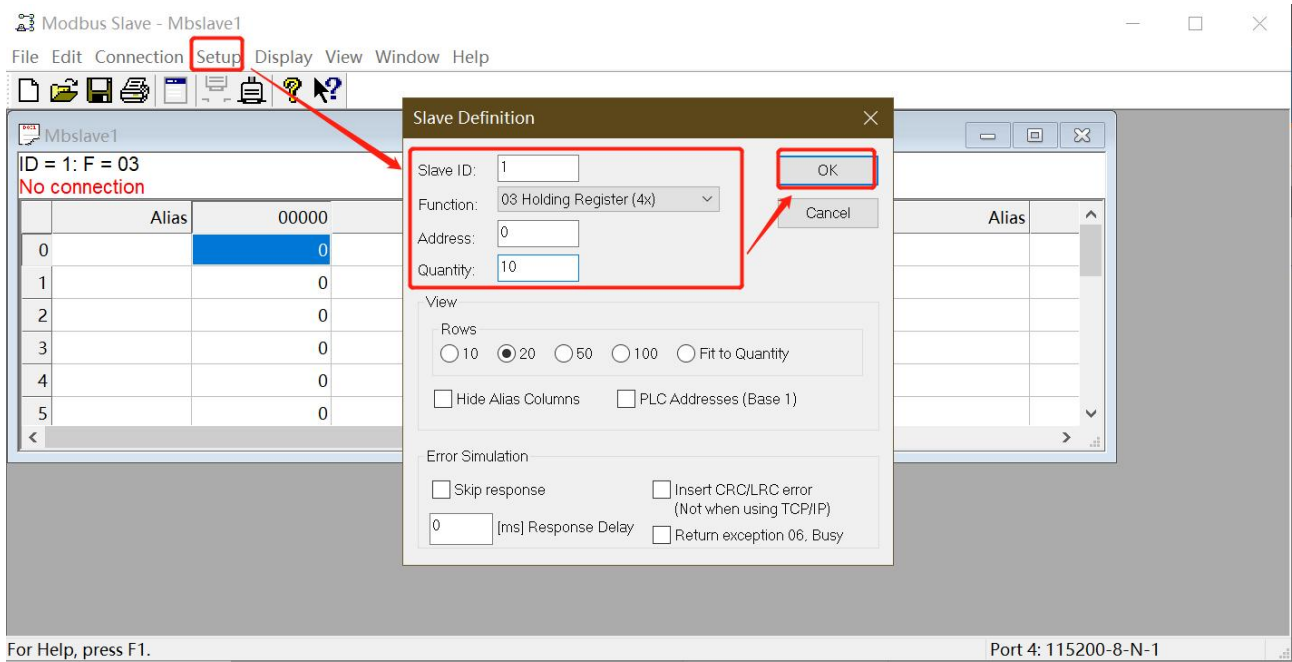 Modbus Slave - Mbslave1
File Edit Connection Setup Display View Window Help
Mbslave1
ID = 1: F = 03
No connection
Alias 00000 Alias
0 0
1 0
2 0
3 0
4 0
5 0
Slave Definition
Slave ID: 1
OK
Function: 03 Holding Register (4x)
Cancel
Address: 0
Quantity: 10
View
Rows
10 20 50 100 Fit to Quantity
Hide Alias Columns PLC Addresses (Base 1)
Error Simulation
Skip response Insert CRC/LRC error
(Not when using TCP/IP)
0 [ms] Response Delay
Return exception 06, Busy
For Help, press F1. Port 4: 115200-8-N-1